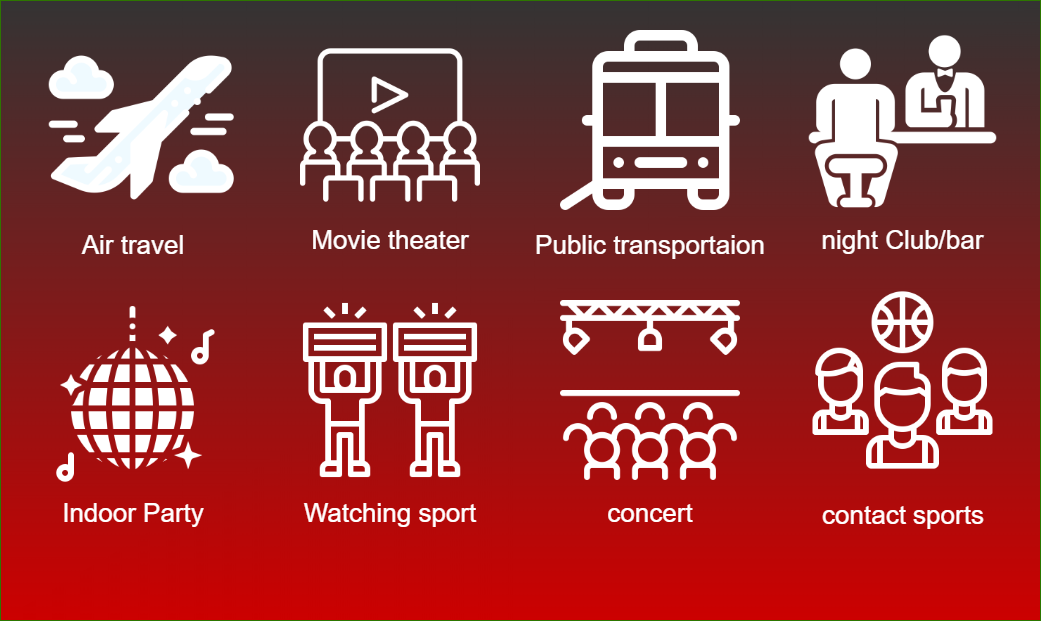 Air travel
Movie theater
Public transportaion
night Club/bar
Indoor Party
Watching sport
concert
contact sports